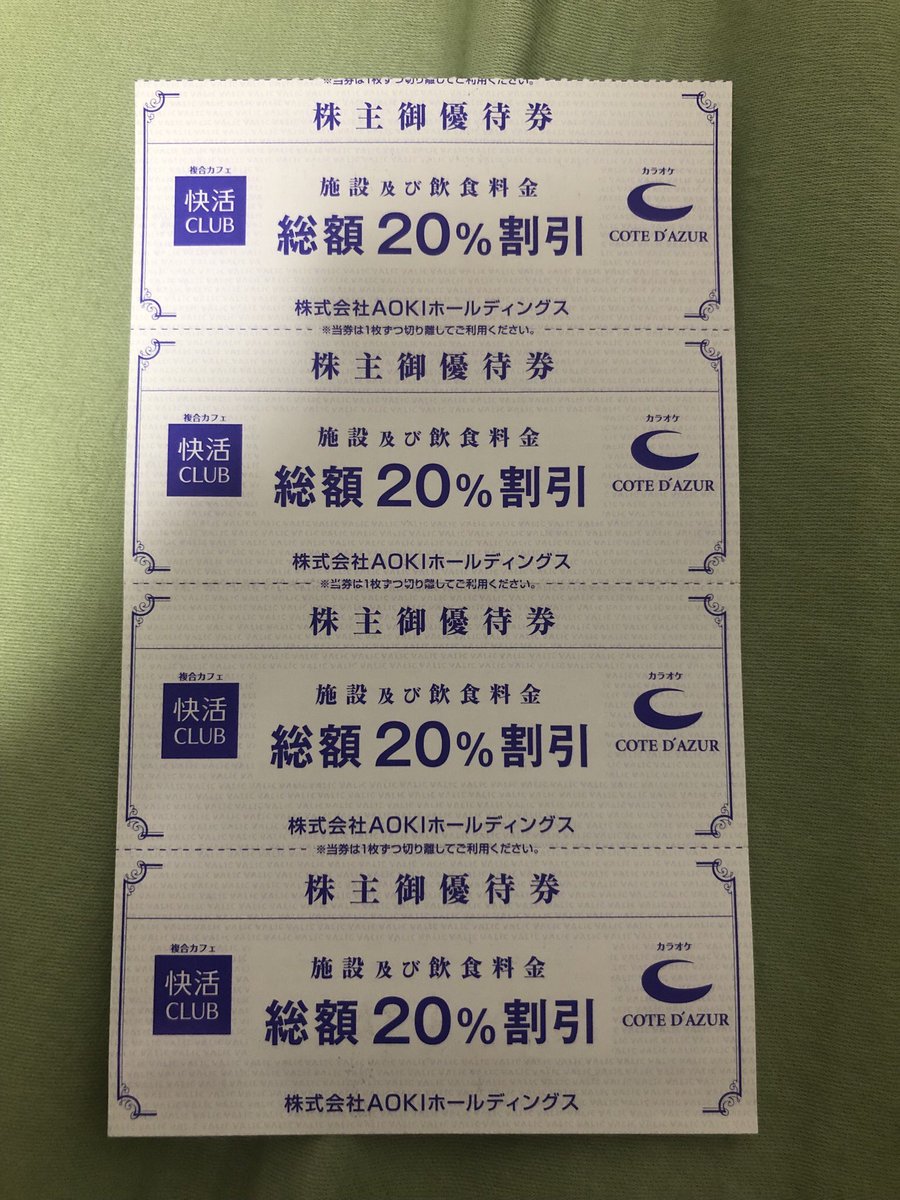 ※当券は1枚ずつ切り離してご利用ください。
株主御優待券
複合カフェ
快活
CLUB
施設及び飲食料金
総額20%割引
カラオケ
COTE D'AZUR
株式会社AOKIホールディングス
※当券は1枚ずつ切り離してご利用ください。
株主御優待券
複合カフェ
快活
CLUB
施設及び飲食料金
総額20%割引
カラオケ
COTE D'AZUR
株式会社AOKIホールディングス
※当券は1枚ずつ切り離してご利用ください。
株主御優待券
複合カフェ
快活
CLUB
施設及び飲食料金
総額20%割引
カラオケ
COTE D'AZUR
株式会社AOKIホールディングス
※当券は1枚ずつ切り離してご利用ください。
株主御優待券
複合カフェ
快活
CLUB
施設及び飲食料金
総額20%割引
カラオケ
COTE D'AZUR
株式会社AOKIホールディングス